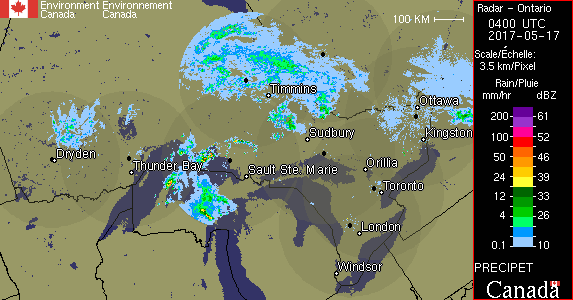 Environment Environnement
Canada Canada
100 KM
Timmins
Ottawa
Sudbury
Kingston
Dryden
Thunder Bay
Sault Ste. Marie
Orillia
Toronto
London
Windsor
Radar - Ontario
0400 UTC
2017-05-17
Scale/Échelle:
3.5 km/Pixel
Rain/Pluie
mm/hr dBZ
200 61
100 52
50 46
24 39
12 33
4 26
0.1 10
PRECIPET
Canada